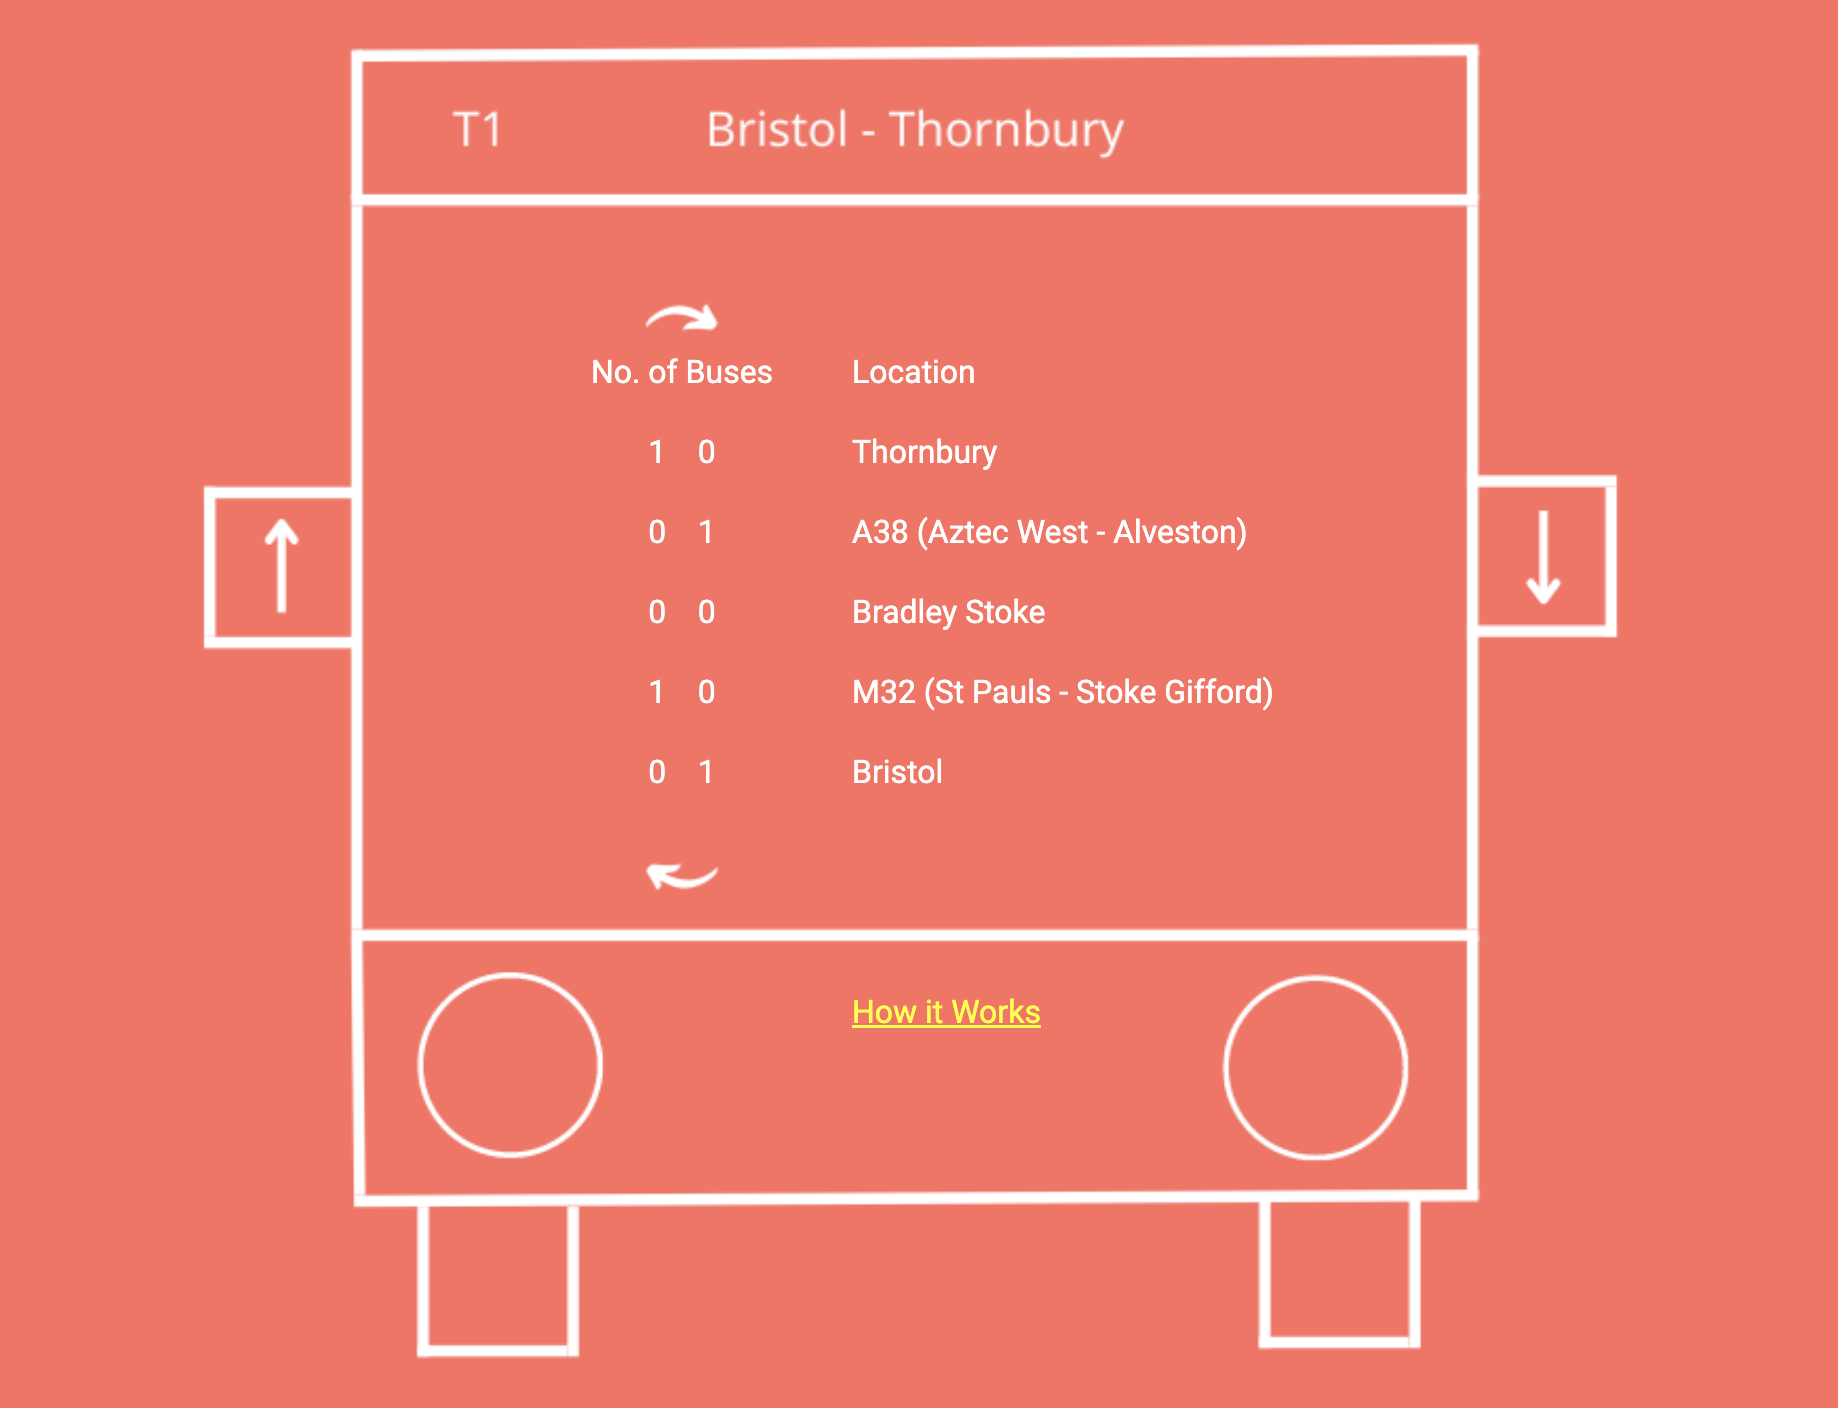 T1 Bristol - Thornbury
No. of Buses Location
1 0 Thornbury
0 1 A38 (Aztec West - Alveston)
0 0 Bradley Stoke
1 0 M32 (St Pauls - Stoke Gifford)
0 1 Bristol
How it Works